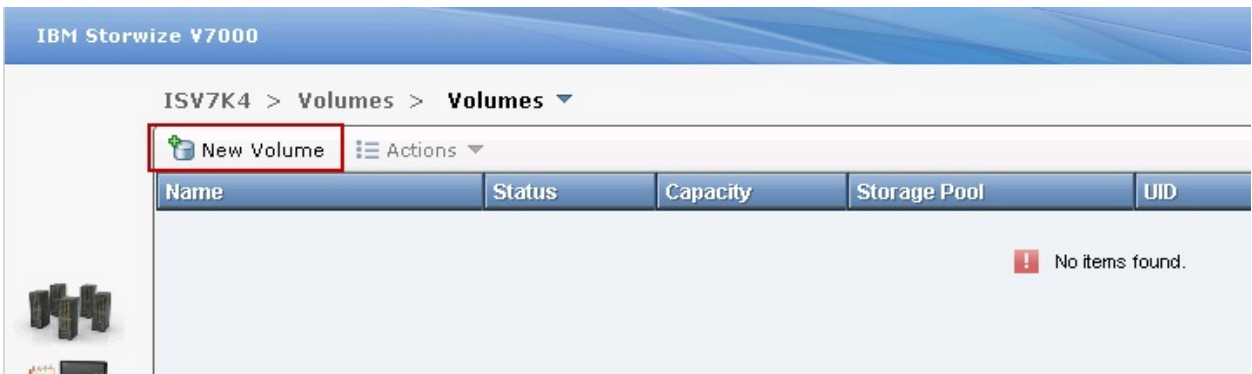 IBM Storwize V7000
ISV7K4 > Volumes > Volumes
New Volume Actions
Name Status Capacity Storage Pool UID
No items found.